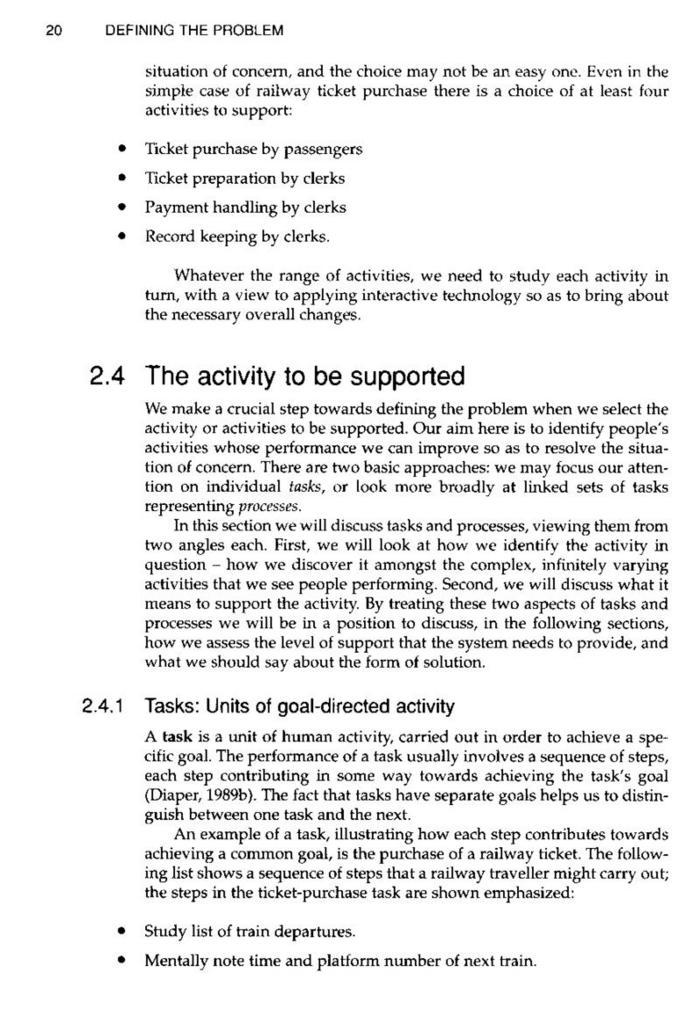 20 DEFINING THE PROBLEM
situation of concern, and the choice may not be an easy one. Even in the
simple case of railway ticket purchase there is a choice of at least four
activities to support:
• Ticket purchase by passengers
• Ticket preparation by clerks
• Payment handling by clerks
• Record keeping by clerks.
Whatever the range of activities, we need to study each activity in
turn, with a view to applying interactive technology so as to bring about
the necessary overall changes.
2.4 The activity to be supported
We make a crucial step towards defining the problem when we select the
activity or activities to be supported. Our aim here is to identify people's
activities whose performance we can improve so as to resolve the situa-
tion of concern. There are two basic approaches: we may focus our atten-
tion on individual tasks, or look more broadly at linked sets of tasks
representing processes.
In this section we will discuss tasks and processes, viewing them from
two angles each. First, we will look at how we identify the activity in
question – how we discover it amongst the complex, infinitely varying
activities that we see people performing. Second, we will discuss what it
means to support the activity. By treating these two aspects of tasks and
processes we will be in a position to discuss, in the following sections,
how we assess the level of support that the system needs to provide, and
what we should say about the form of solution.
2.4.1 Tasks: Units of goal-directed activity
A task is a unit of human activity, carried out in order to achieve a spe-
cific goal. The performance of a task usually involves a sequence of steps,
each step contributing in some way towards achieving the task's goal
(Diaper, 1989b). The fact that tasks have separate goals helps us to distin-
guish between one task and the next.
An example of a task, illustrating how each step contributes towards
achieving a common goal, is the purchase of a railway ticket. The follow-
ing list shows a sequence of steps that a railway traveller might carry out;
the steps in the ticket-purchase task are shown emphasized:
• Study list of train departures.
• Mentally note time and platform number of next train.